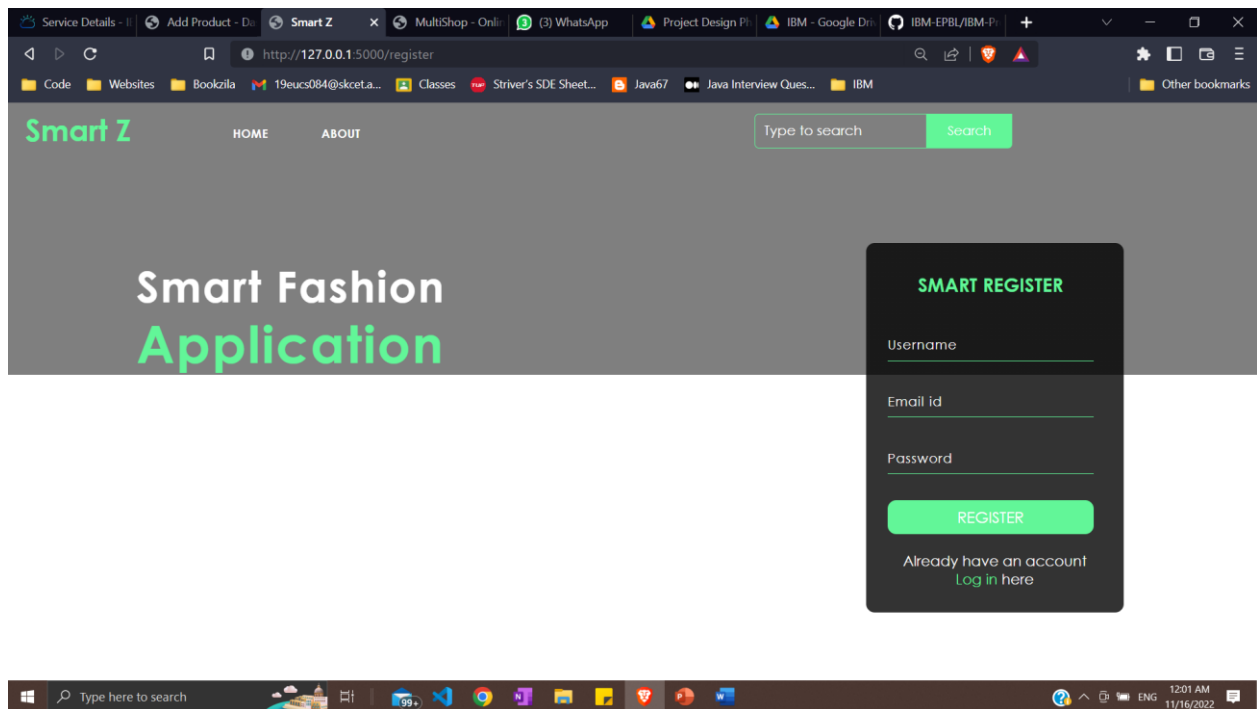 Service Details - I
Add Product - Da
Smart Z
MultiShop - Onlin
(3) WhatsApp
Project Design Ph
IBM - Google Driv
IBM-EPBL/IBM-Pr
http://127.0.0.1:5000/register
Code
Websites
Bookzila
19eucs084@skcet.a...
Classes
Striver's SDE Sheet...
Java67
Java Interview Ques...
IBM
Other bookmarks
Smart Z
HOME
ABOUT
Type to search
Search
Smart Fashion
Application
SMART REGISTER
Username
Email id
Password
REGISTER
Already have an account
Log in here
Type here to search
99+
ENG
12:01 AM
11/16/2022